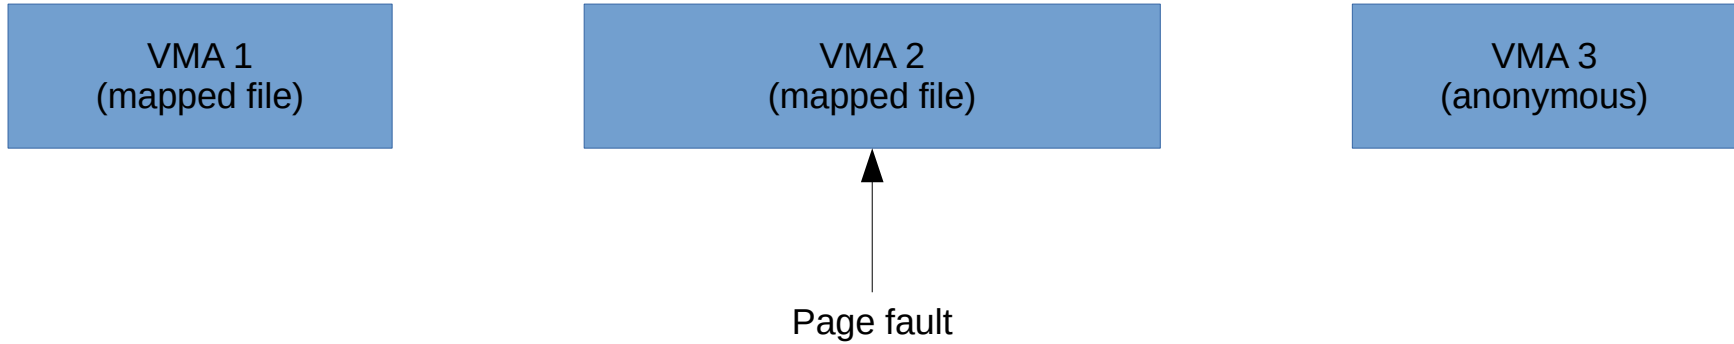 VMA 1
(mapped file)
VMA 2
(mapped file)
VMA 3
(anonymous)
Page fault